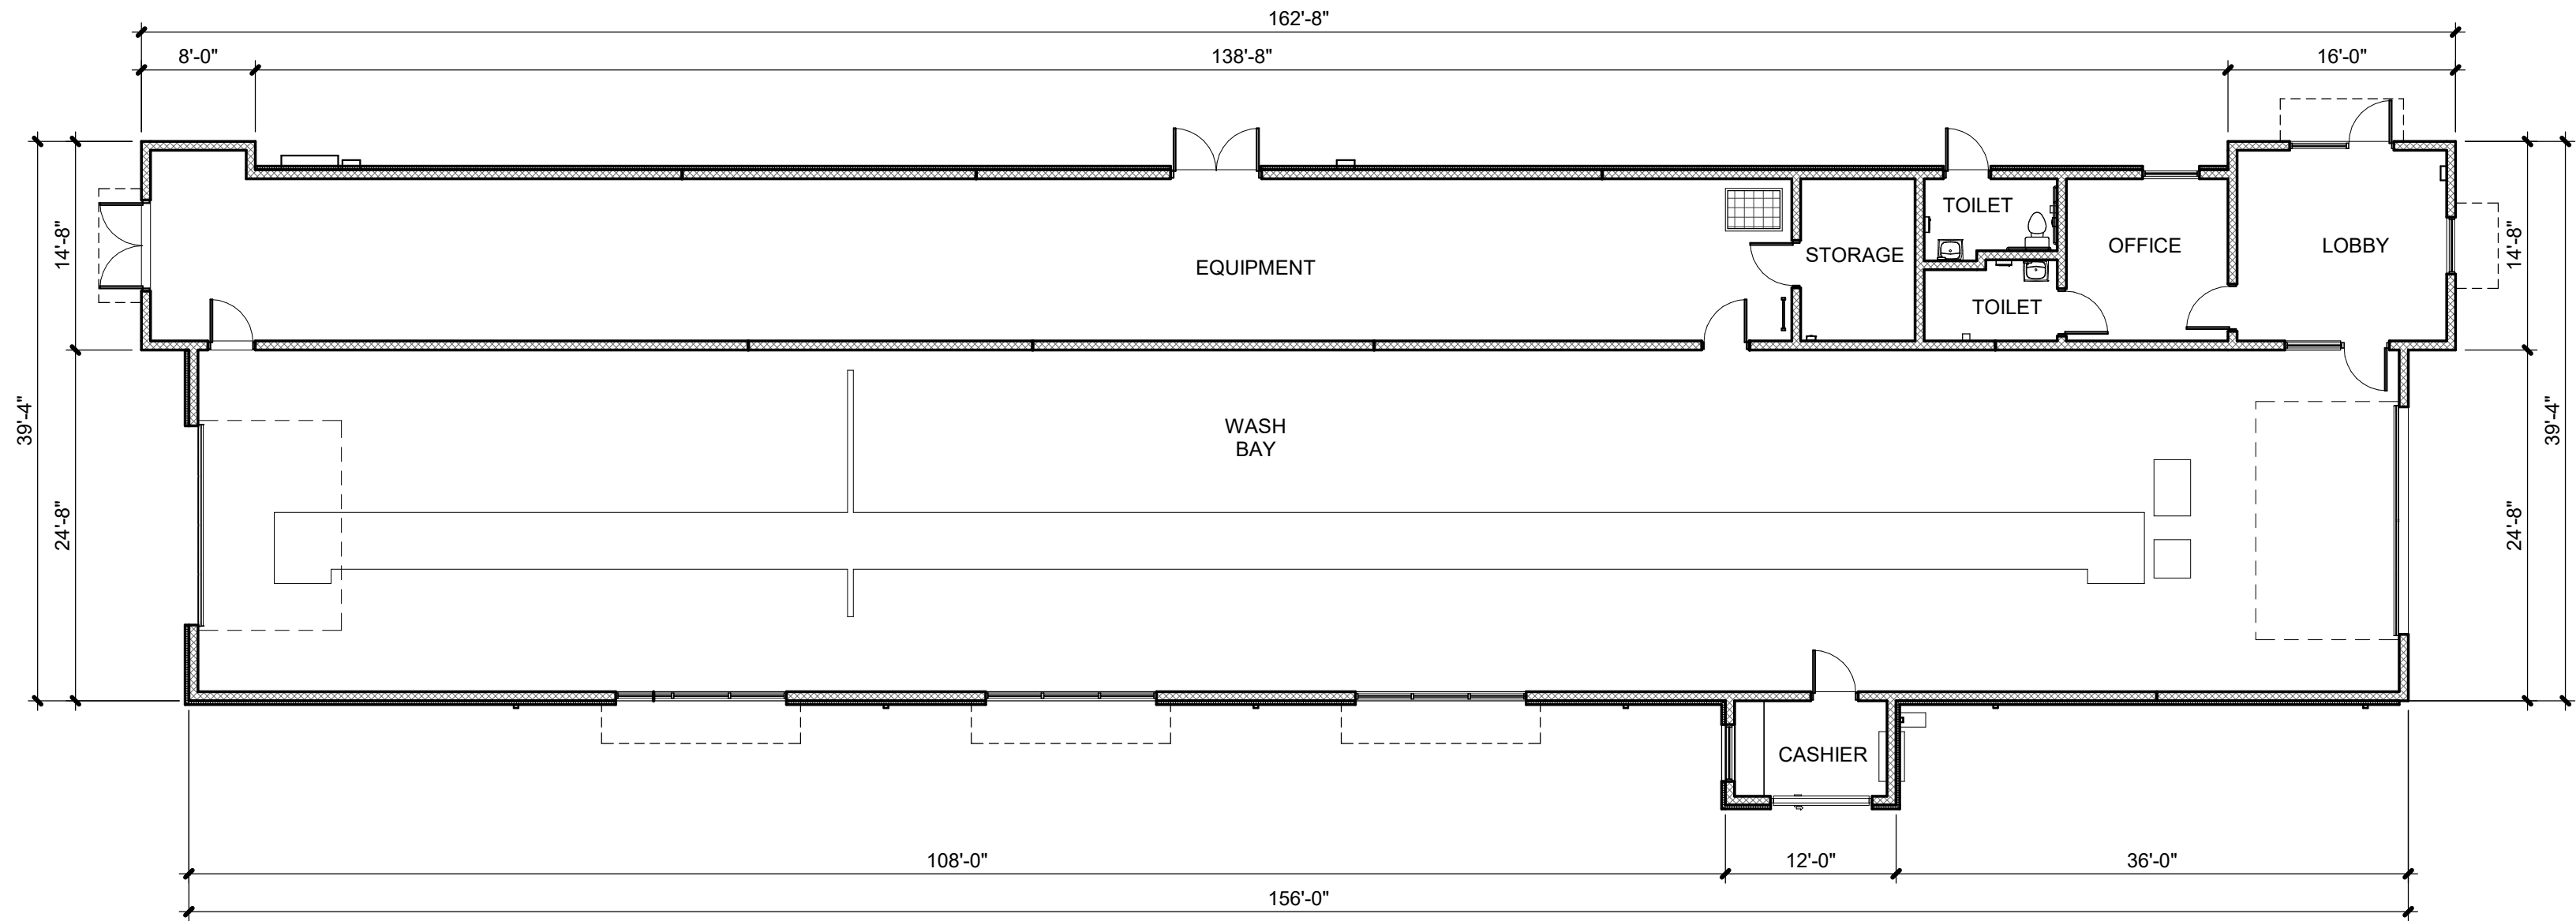 162'-8"
8'-0"
138'-8"
16'-0"
39'-4"
14'-8"
24'-8"
TOILET
STORAGE
OFFICE
LOBBY
EQUIPMENT
TOILET
14'-8"
39'-4"
24'-8"
WASH
BAY
CASHIER
108'-0"
12'-0"
36'-0"
156'-0"